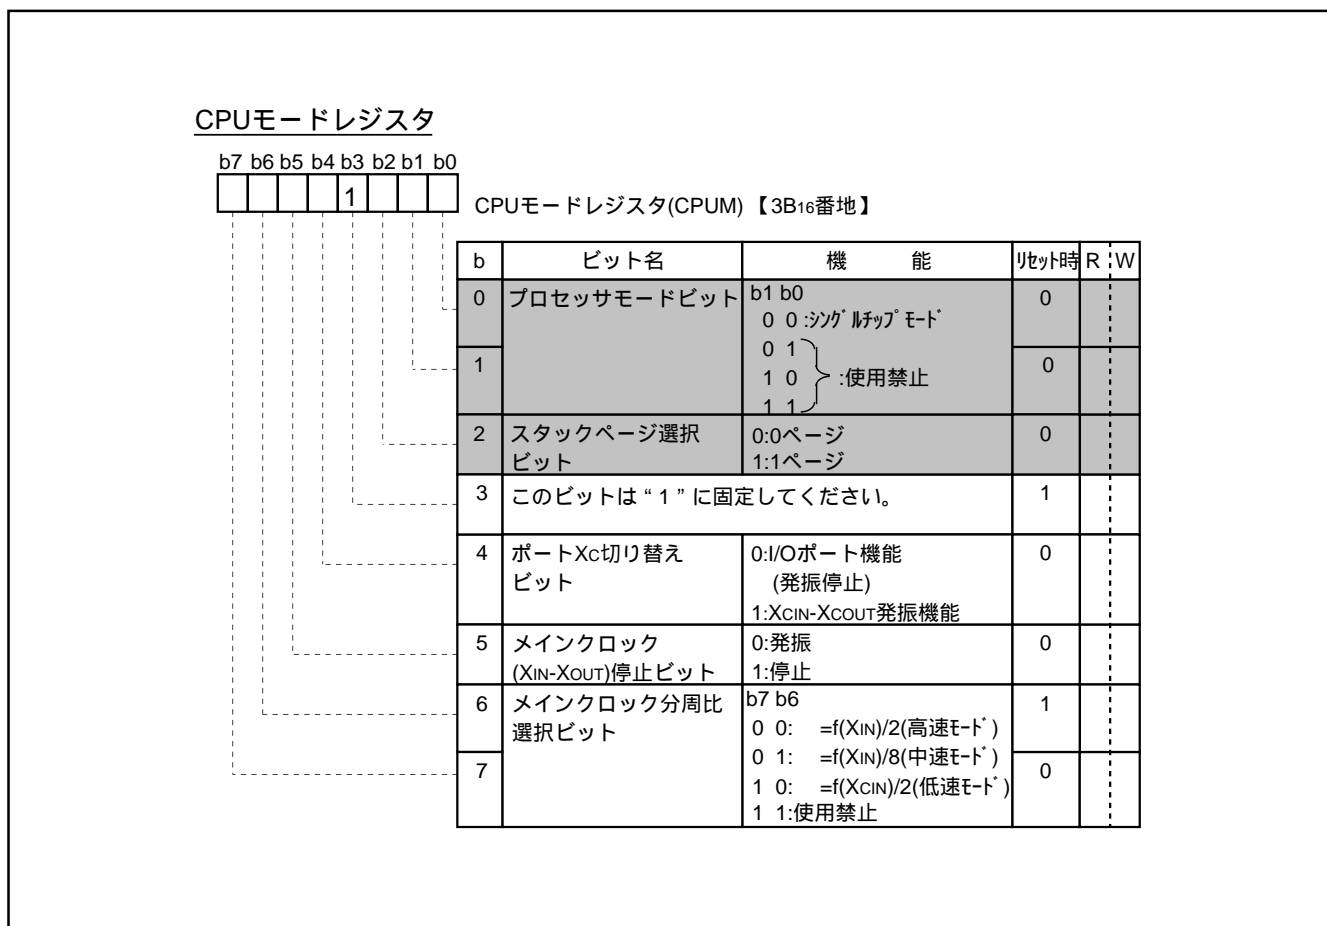 CPUモードレジスタ
b7 b6 b5 b4 b3 b2 b1 b0
1
CPUモードレジスタ(CPUM)【3B16番地】
b ビット名 機 能 リセット時 R W
0 プロセッサモードビット b1 b0 0
0 0:シングルチップモード
0 1
1 1 0 :使用禁止 0
1 1
2 スタックページ選択 0:0ページ 0
ビット 1:1ページ
3 このビットは“1”に固定してください。 1
4 ポートXC切り替え 0:I/Oポート機能 0
ビット (発振停止)
1:XCIN-XCOUT発振機能
5 メインクロック 0:発振 0
(XIN-XOUT)停止ビット 1:停止
6 メインクロック分周比 b7 b6 1
選択ビット 0 0: =f(XIN)/2(高速モード)
0 1: =f(XIN)/8(中速モード)
7 1 0: =f(XCIN)/2(低速モード) 0
1 1:使用禁止